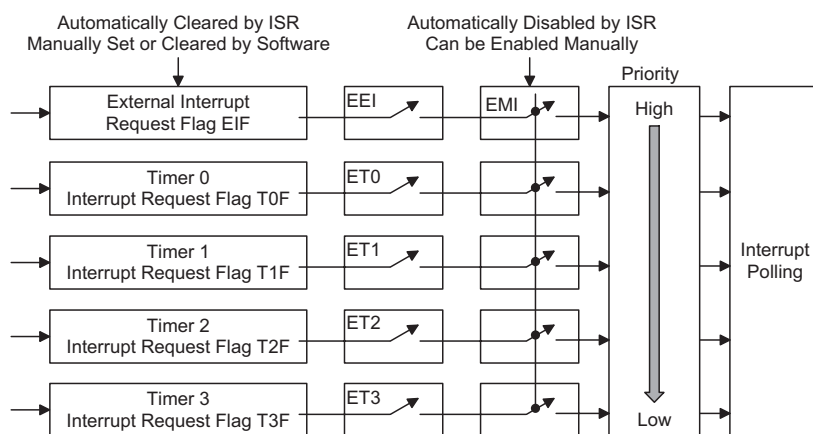 Automatically Cleared by ISR
Manually Set or Cleared by Software
Automatically Disabled by ISR
Can be Enabled Manually
Priority
External Interrupt
Request Flag EIF
EEI
EMI
High
Timer 0
Interrupt Request Flag T0F
ET0
Timer 1
Interrupt Request Flag T1F
ET1
Interrupt
Polling
Timer 2
Interrupt Request Flag T2F
ET2
Timer 3
Interrupt Request Flag T3F
ET3
Low